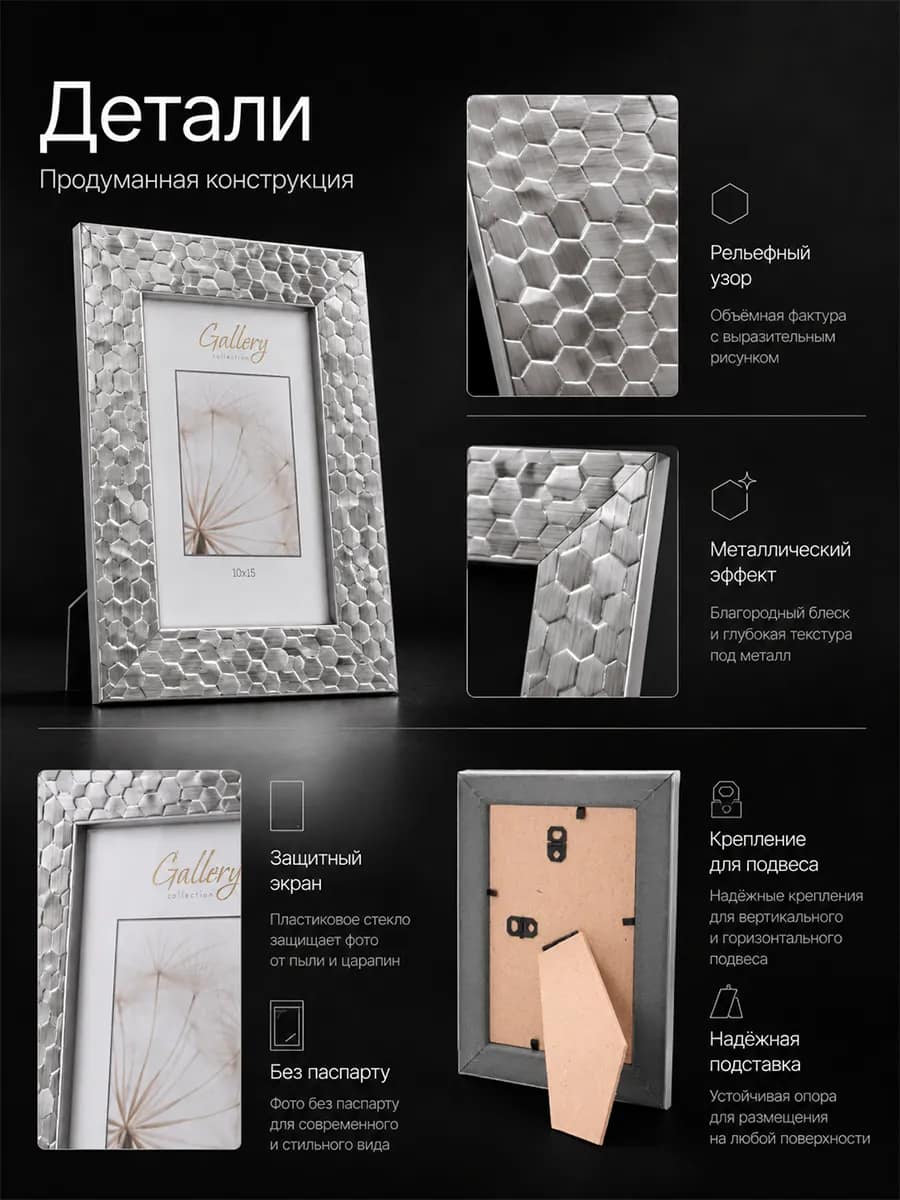 Детали
Продуманная конструкция
Gallery
collection
10x15
Рельефный
узор
Объёмная фактура
с выразительным
рисунком
Металлический
эффект
Благородный блеск
и глубокая текстура
под металл
Gallery
collection
Защитный
экран
Пластиковое стекло
защищает фото
от пыли и царапин
Без паспарту
Фото без паспарту
для современного
и стильного вида
Крепление
для подвеса
Надёжные крепления
для вертикального
и горизонтального
подвеса
Надёжная
подставка
Устойчивая опора
для размещения
на любой поверхности